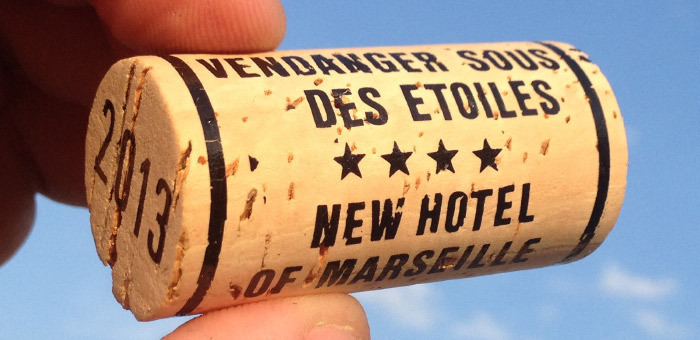 2013
VENDANGER SOUS
DES ETOILES
★★★★
NEW HOTEL
OF MARSEILLE